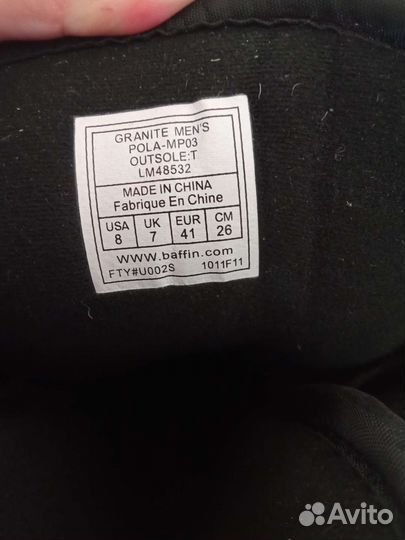 GRANITE MEN'S
POLA-MP03
OUTSOLE:T
LM48532
MADE IN CHINA
Fabrique En Chine
USA UK EUR CM
8 7 41 26
www.baffin.com
FTY#U002S 1011F11
Avito